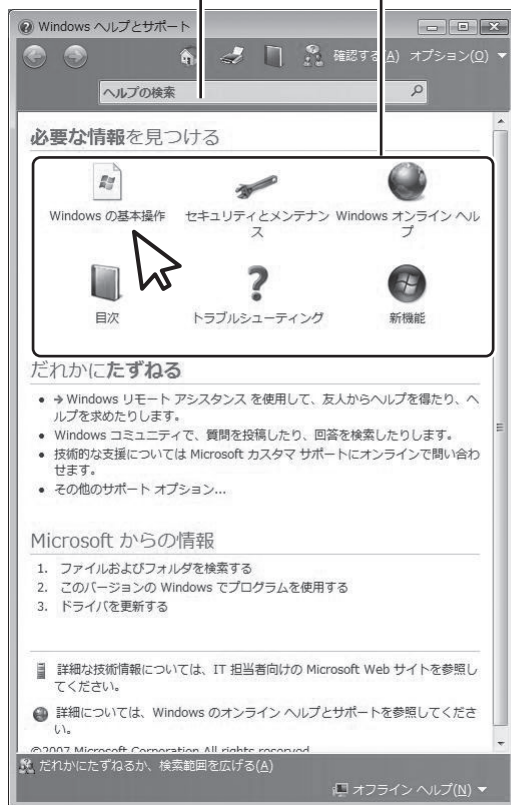 Windows ヘルプとサポート
確認する(A) オプション(O)
ヘルプの検索
必要な情報を見つける
Windows の基本操作
セキュリティとメンテナン
ス
Windows オンライン ヘル
プ
目次
トラブルシューティング
新機能
だれかにたずねる
Windows リモート アシスタンス を使用して、友人からヘルプを得たり、ヘ
ルプを求めたりします。
Windows コミュニティで、質問を投稿したり、回答を検索したりします。
技術的な支援については Microsoft カスタマ サポートにオンラインで問い合わ
せます。
その他のサポート オプション...
Microsoft からの情報
1. ファイルおよびフォルダを検索する
2. このバージョンの Windows でプログラムを使用する
3. ドライバを更新する
詳細な技術情報については、IT 担当者向けの Microsoft Web サイトを参照し
てください。
詳細については、Windows のオンライン ヘルプとサポートを参照してくださ
い。
©2007 Microsoft Corporation All rights reserved
だれかにたずねるか、検索範囲を広げる(A)
オフライン ヘルプ(N)